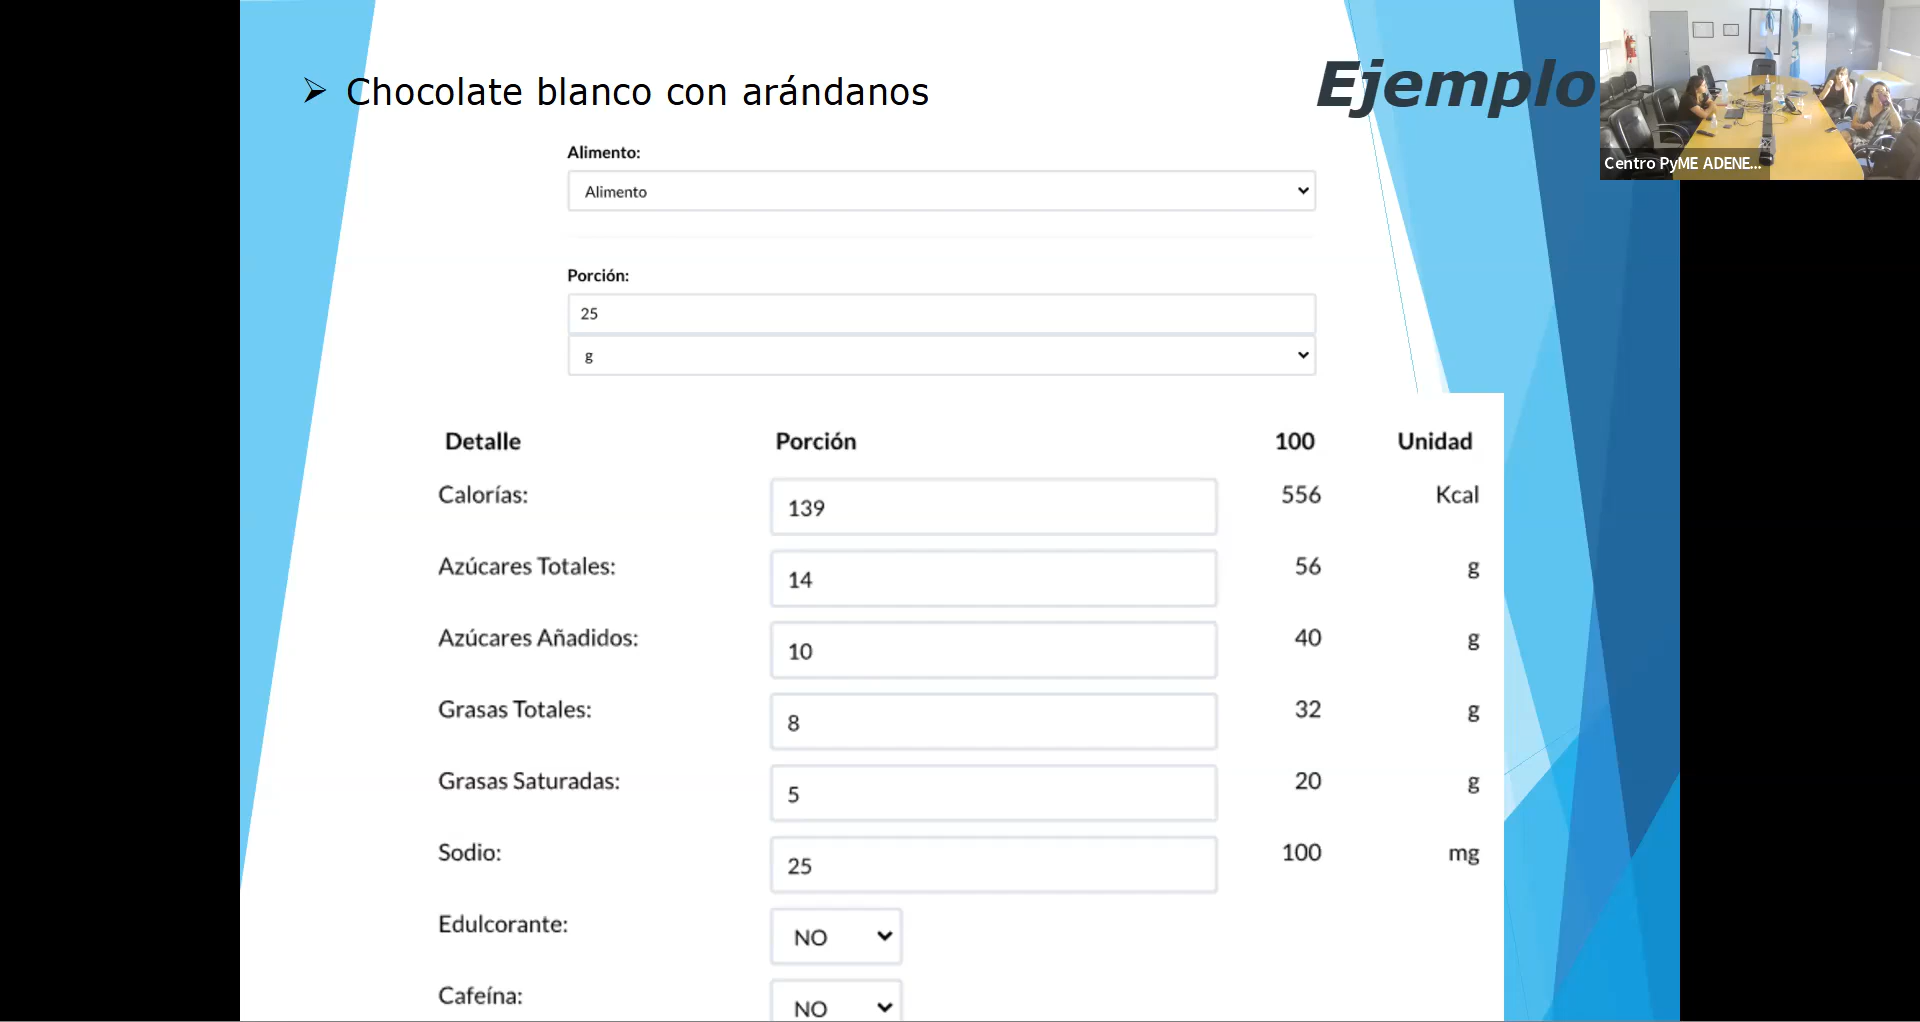 ➢ Chocolate blanco con arándanos
Ejemplo
Centro PyME ADENE...
Alimento:
Alimento
Porción:
25
g
Detalle Porción 100 Unidad
Calorías: 139 556 Kcal
Azúcares Totales: 14 56 g
Azúcares Añadidos: 10 40 g
Grasas Totales: 8 32 g
Grasas Saturadas: 5 20 g
Sodio: 25 100 mg
Edulcorante: NO
Cafeína: NO